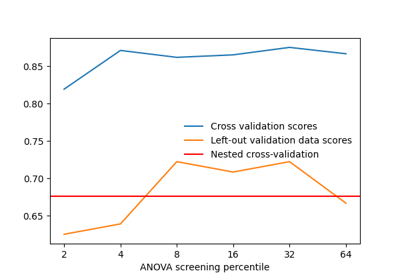 0.85
0.80
0.75
0.70
0.65
Cross validation scores
Left-out validation data scores
Nested cross-validation
2 4 8 16 32 64
ANOVA screening percentile